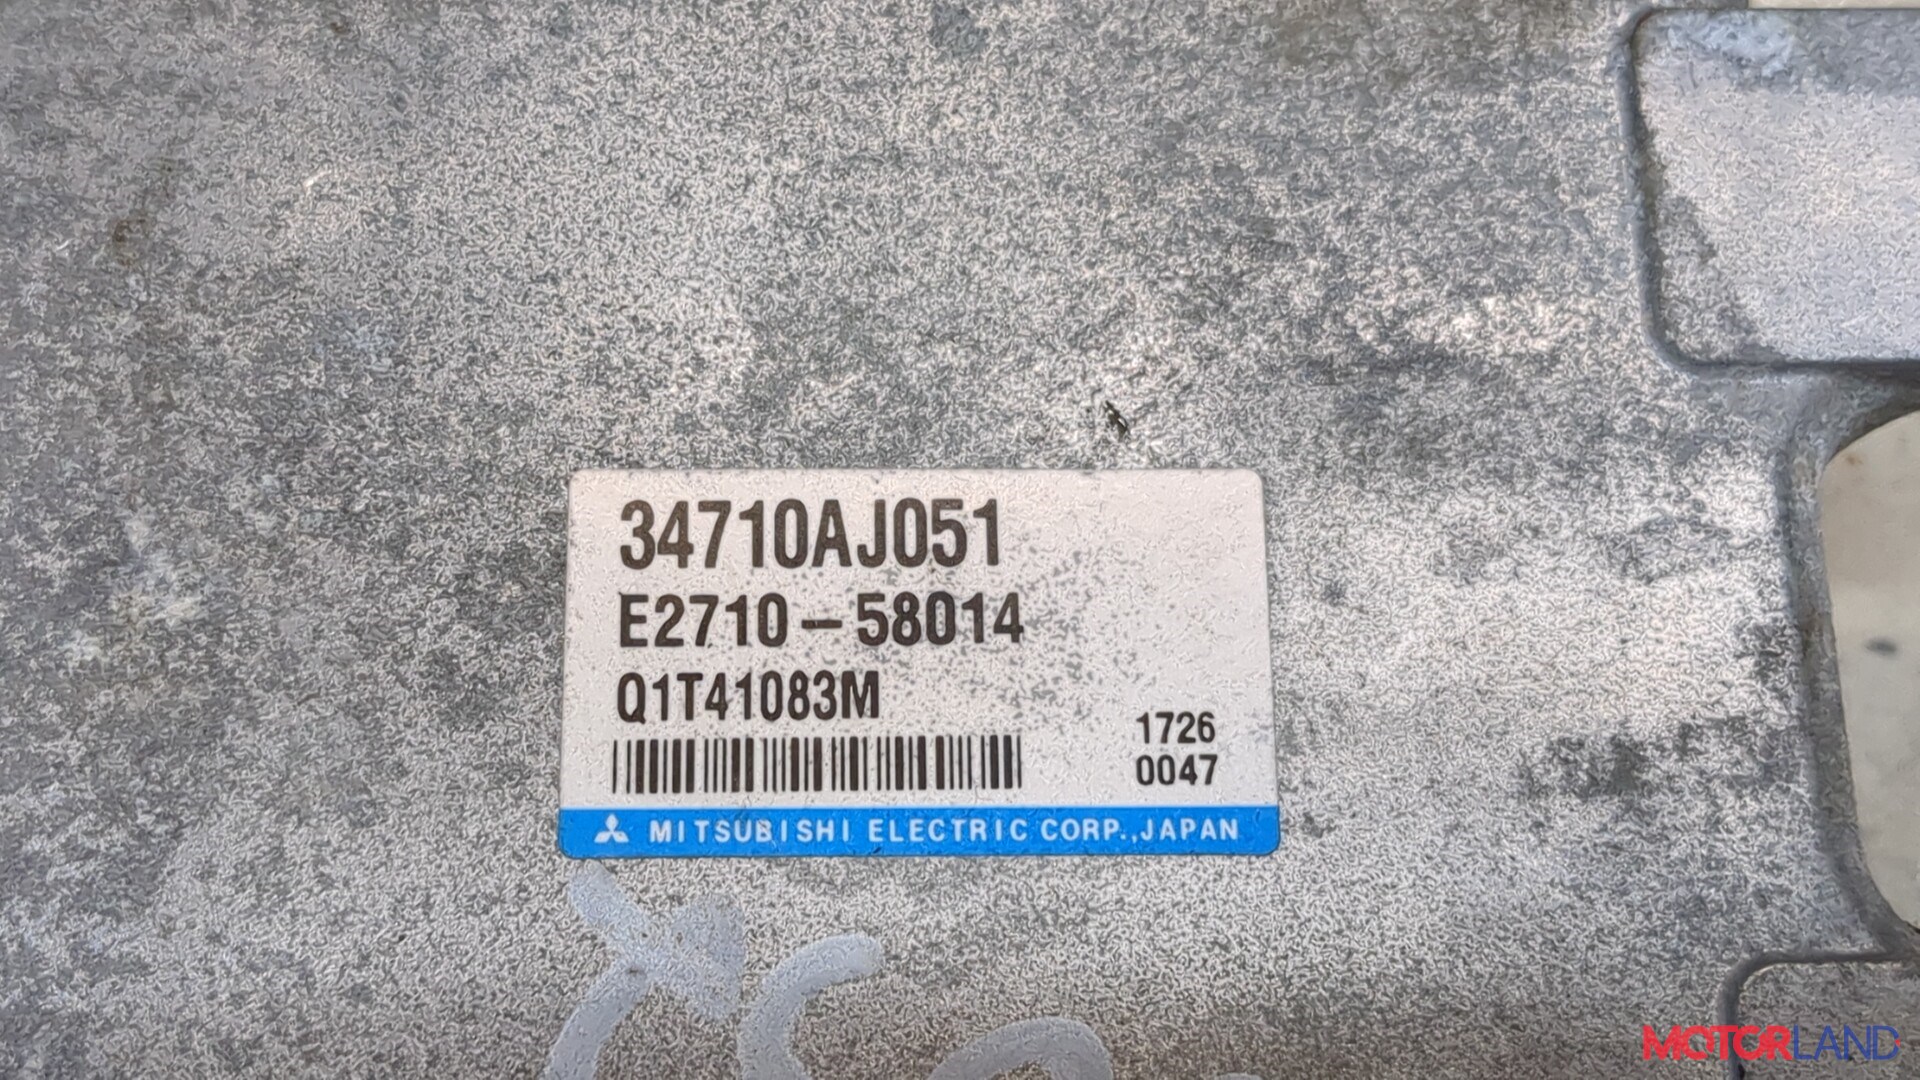 34710AJ051
E2710-58014
Q1T41083M
1726
0047
MITSUBISHI ELECTRIC CORP.,JAPAN
MOTORLAND